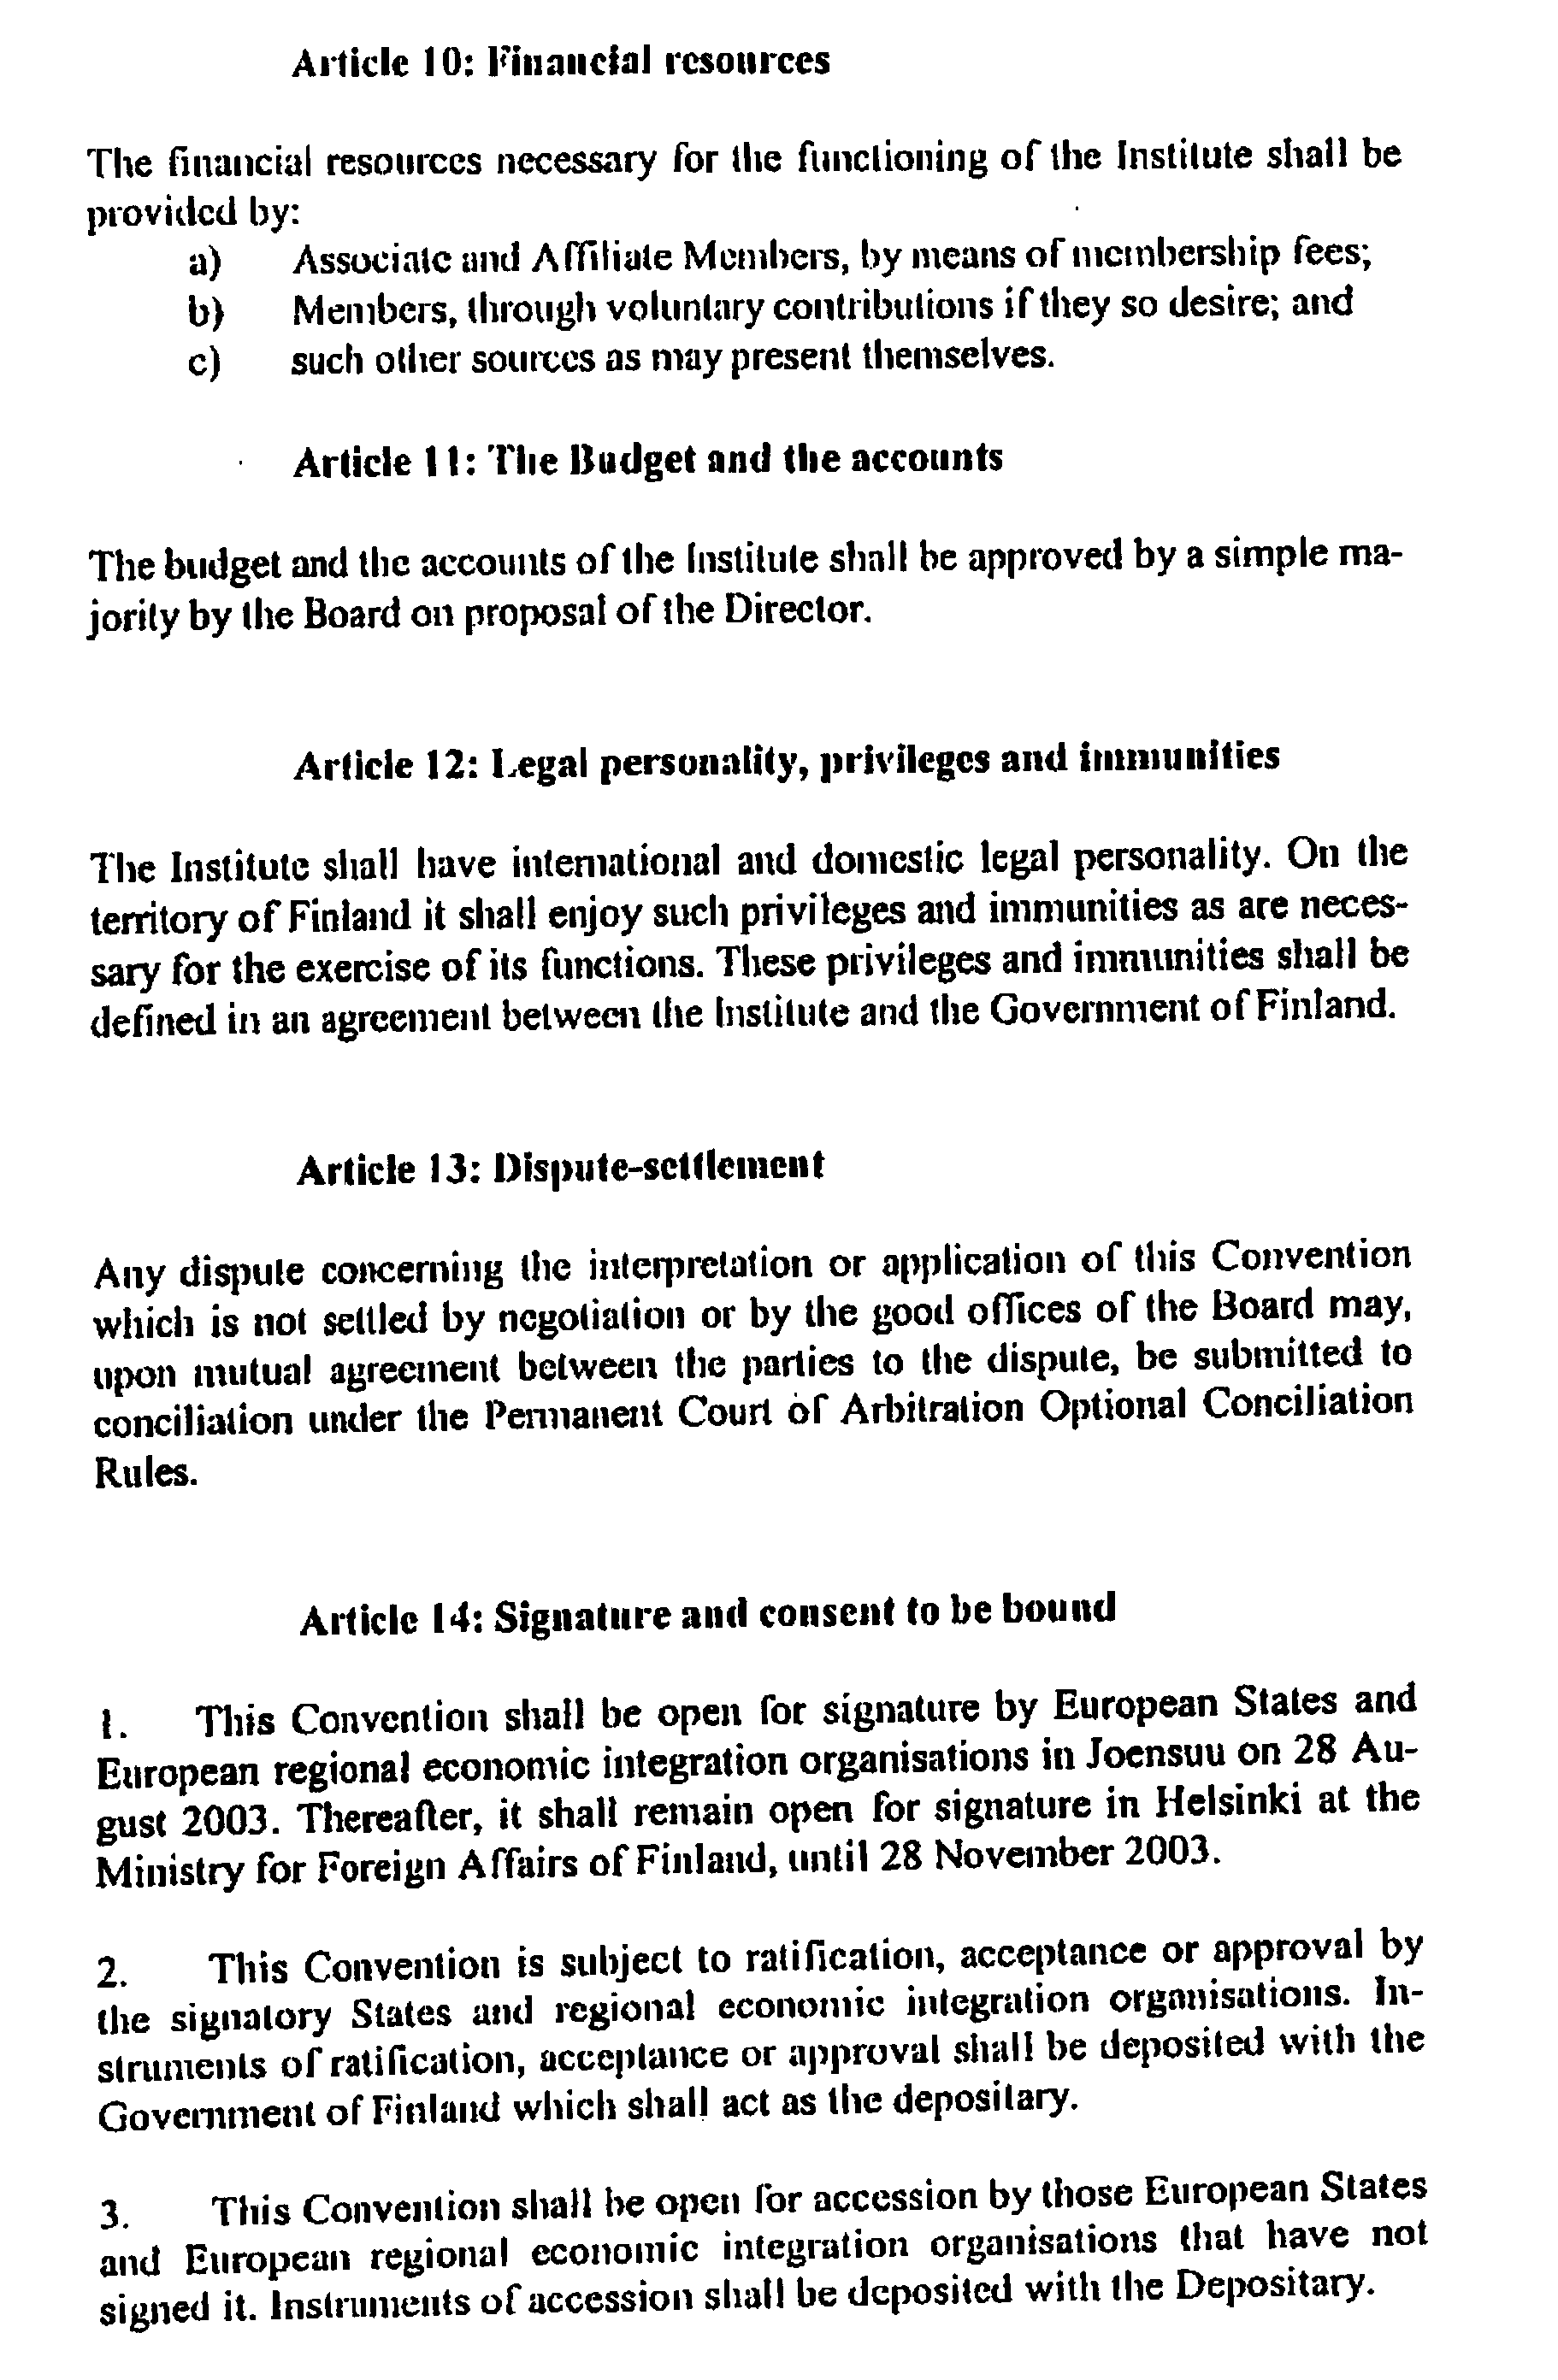 Article 10: Financial resources
The financial resources necessary for the functioning of the Institute shall be
provided by:
a) Associate and Affiliate Members, by means of membership fees;
b) Members, through voluntary contributions if they so desire; and
c) such other sources as may present themselves.
Article 11: The Budget and the accounts
The budget and the accounts of the Institute shall be approved by a simple ma-
jority by the Board on proposal of the Director.
Article 12: Legal personality, privileges and immunities
The Institute shall have international and domestic legal personality. On the
territory of Finland it shall enjoy such privileges and immunities as are neces-
sary for the exercise of its functions. These privileges and immunities shall be
defined in an agreement between the Institute and the Government of Finland.
Article 13: Dispute-settlement
Any dispute concerning the interpretation or application of this Convention
which is not settled by negotiation or by the good offices of the Board may,
upon mutual agreement between the parties to the dispute, be submitted to
conciliation under the Permanent Court of Arbitration Optional Conciliation
Rules.
Article 14: Signature and consent to be bound
1. This Convention shall be open for signature by European States and
European regional economic integration organisations in Joensuu on 28 Au-
gust 2003. Thereafter, it shall remain open for signature in Helsinki at the
Ministry for Foreign Affairs of Finland, until 28 November 2003.
2. This Convention is subject to ratification, acceptance or approval by
the signatory States and regional economic integration organisations. In-
struments of ratification, acceptance or approval shall be deposited with the
Government of Finland which shall act as the depositary.
3. This Convention shall be open for accession by those European States
and European regional economic integration organisations that have not
signed it. Instruments of accession shall be deposited with the Depositary.